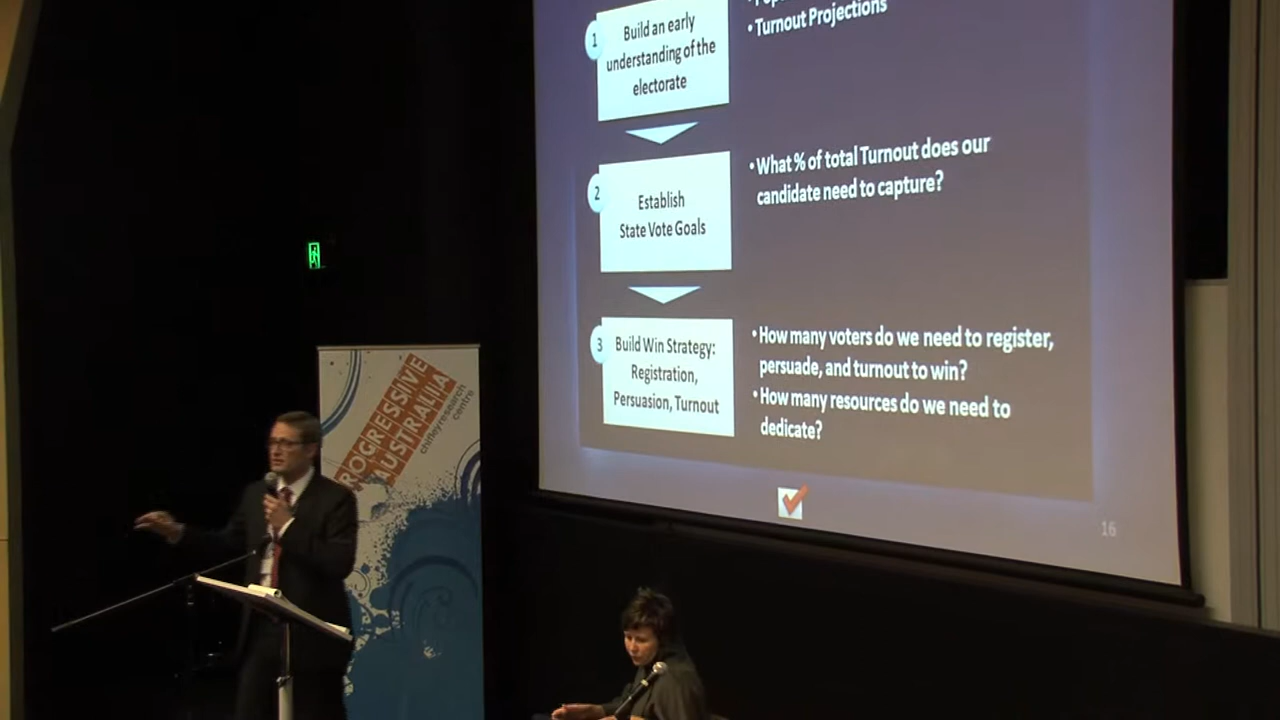 • Turnout Projections
1
Build an early
understanding of the
electorate
• What % of total Turnout does our
candidate need to capture?
2
Establish
State Vote Goals
3
Build Win Strategy:
Registration,
Persuasion, Turnout
• How many voters do we need to register,
persuade, and turnout to win?
• How many resources do we need to
dedicate?
16
PROGRESSIVE
AUSTRALIA
chifley research
centre